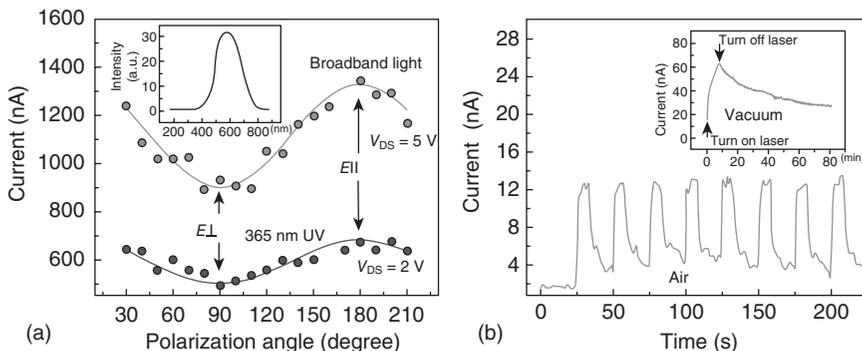 1600
1400
1200
1000
800
600
Current (nA)
30
20
10
0
Intensity
(a.u.)
200 400 600 800 (nm)
Broadband light
V_DS = 5 V
E||
E⊥
365 nm UV
V_DS = 2 V
30 60 90 120 150 180 210
Polarization angle (degree)
(a)
28
24
20
16
12
8
4
Current (nA)
80
60
40
20
0
Current (nA)
Turn off laser
Vacuum
Turn on laser
0 20 40 60 80 (min)
Air
0 50 100 150 200
Time (s)
(b)